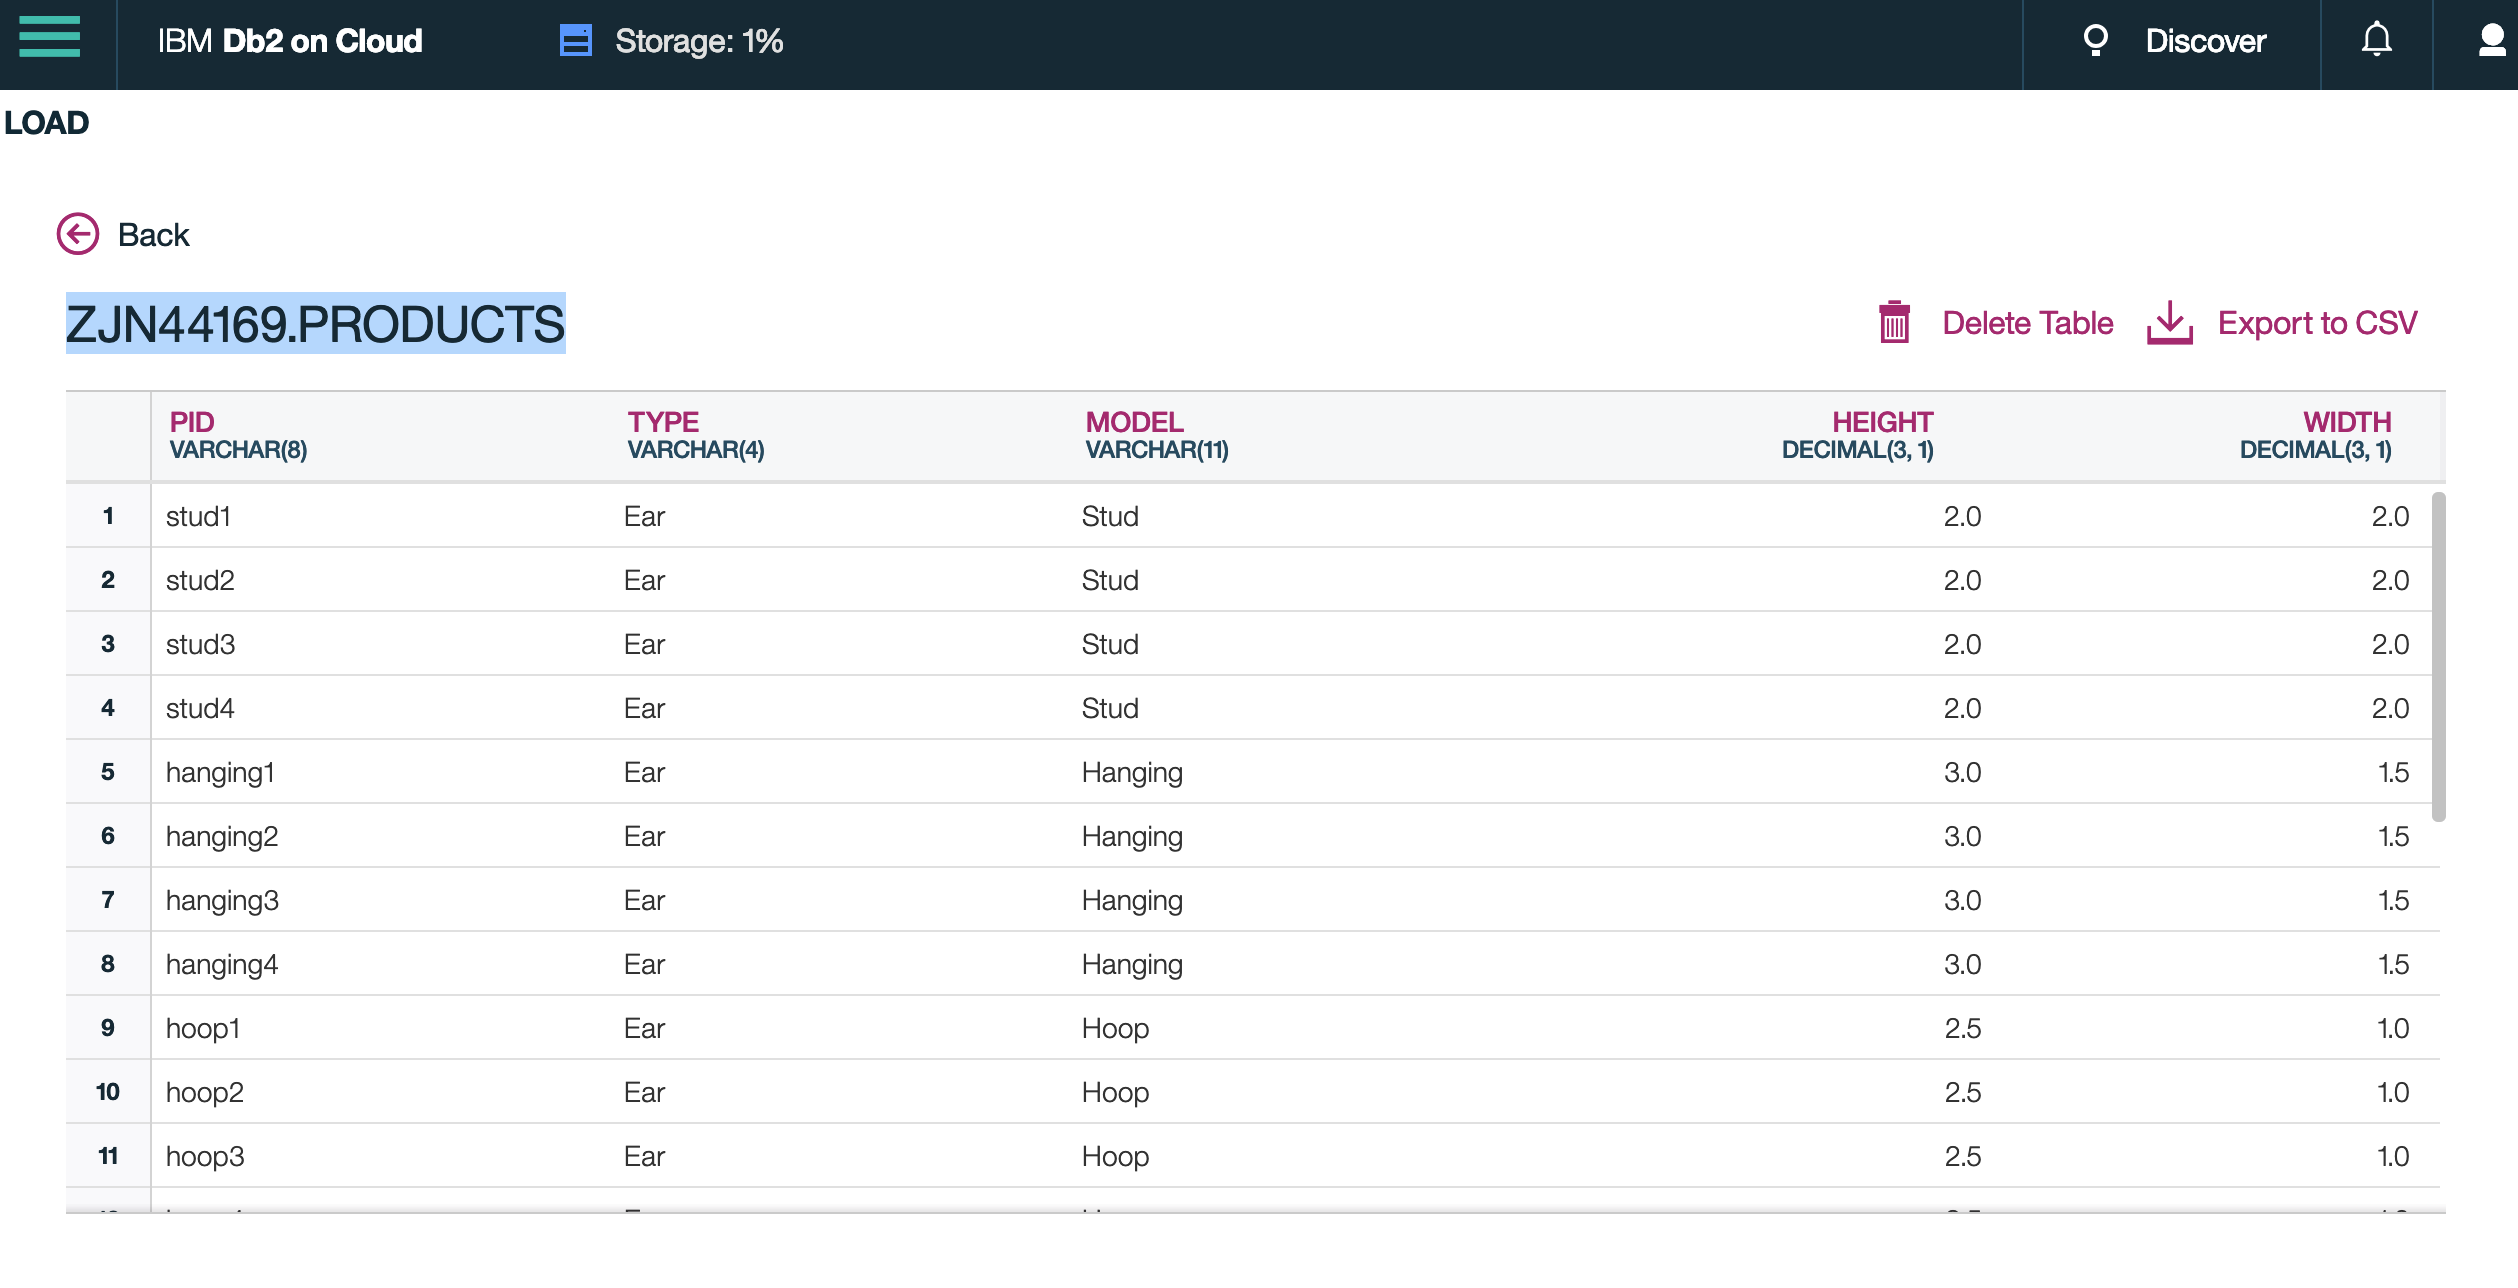 IBM Db2 on Cloud Storage: 1% Discover
LOAD
Back
ZJN44169.PRODUCTS Delete Table Export to CSV
PID TYPE MODEL HEIGHT WIDTH
VARCHAR(8) VARCHAR(4) VARCHAR(11) DECIMAL(3, 1) DECIMAL(3, 1)
1 stud1 Ear Stud 2.0 2.0
2 stud2 Ear Stud 2.0 2.0
3 stud3 Ear Stud 2.0 2.0
4 stud4 Ear Stud 2.0 2.0
5 hanging1 Ear Hanging 3.0 1.5
6 hanging2 Ear Hanging 3.0 1.5
7 hanging3 Ear Hanging 3.0 1.5
8 hanging4 Ear Hanging 3.0 1.5
9 hoop1 Ear Hoop 2.5 1.0
10 hoop2 Ear Hoop 2.5 1.0
11 hoop3 Ear Hoop 2.5 1.0